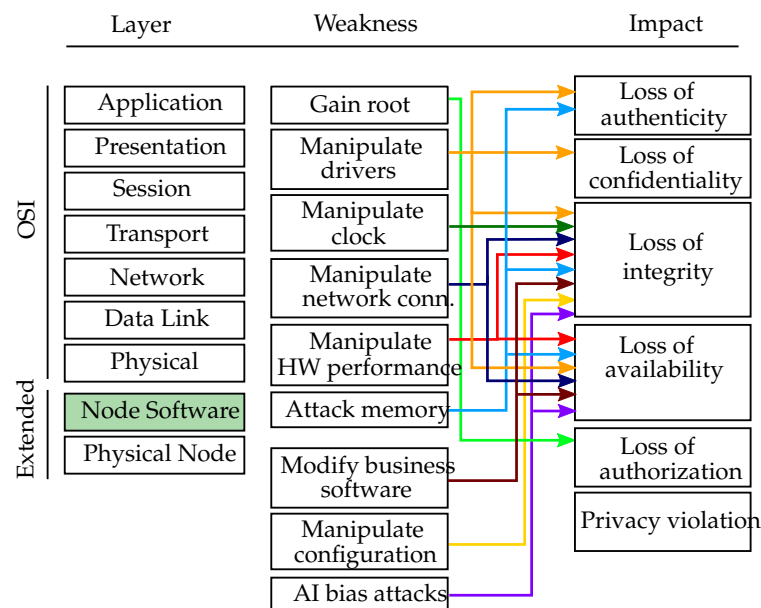 Layer
Weakness
Impact
OSI
Application
Presentation
Session
Transport
Network
Data Link
Physical
Extended
Node Software
Physical Node
Gain root
Manipulate
drivers
Manipulate
clock
Manipulate
network conn.
Manipulate
HW performance
Attack memory
Modify business
software
Manipulate
configuration
AI bias attacks
Loss of
authenticity
Loss of
confidentiality
Loss of
integrity
Loss of
availability
Loss of
authorization
Privacy violation